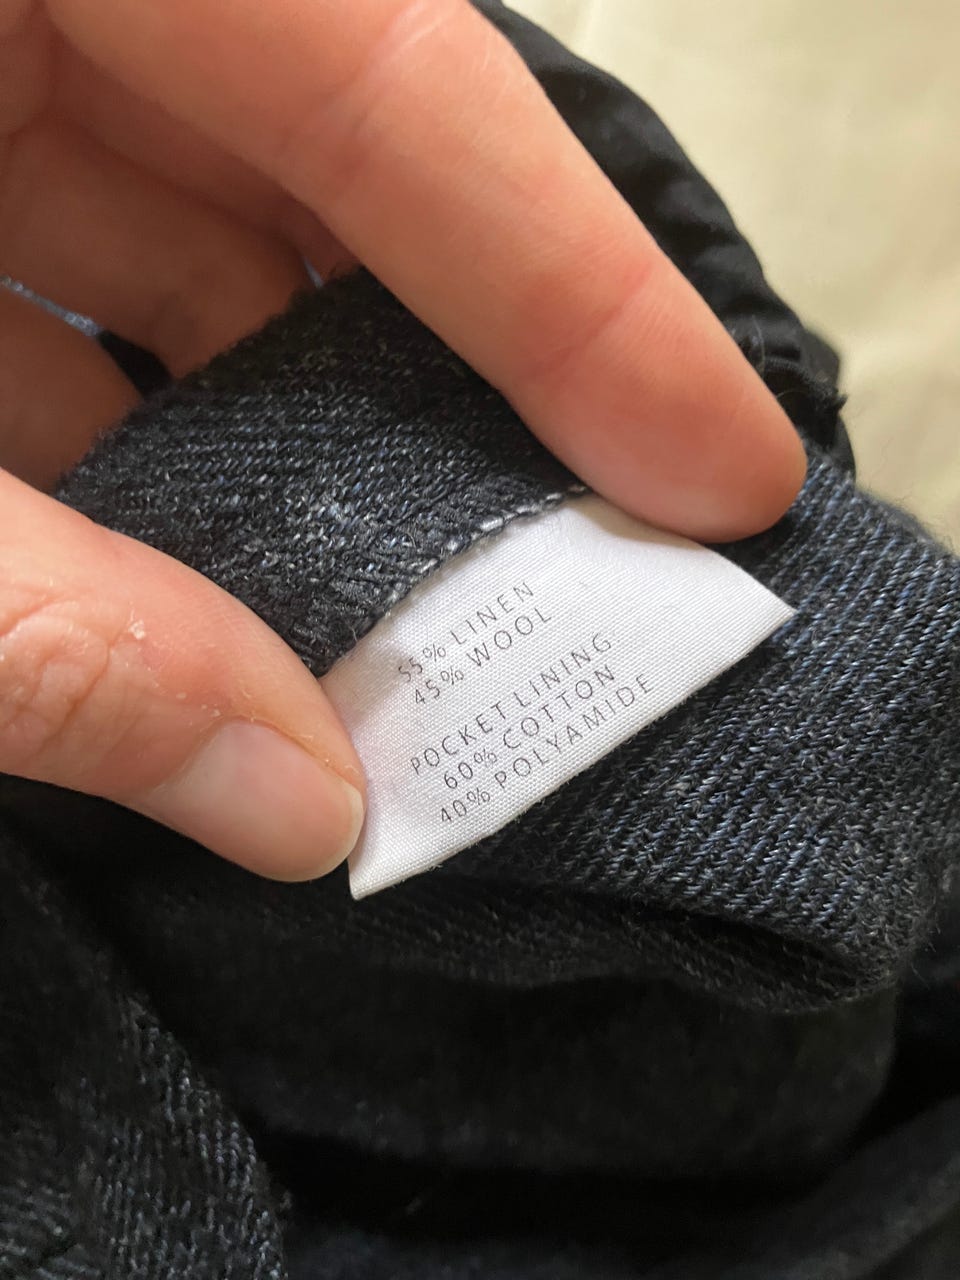 55% LINEN
45% WOOL
POCKET LINING
60% COTTON
40% POLYAMIDE